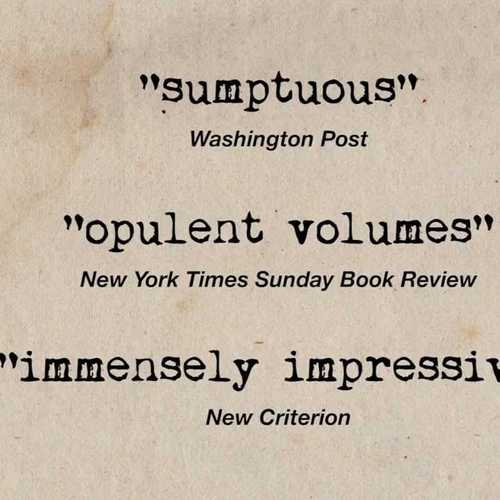 "sumptuous"
Washington Post
"opulent volumes"
New York Times Sunday Book Review
"immensely impressiv
New Criterion